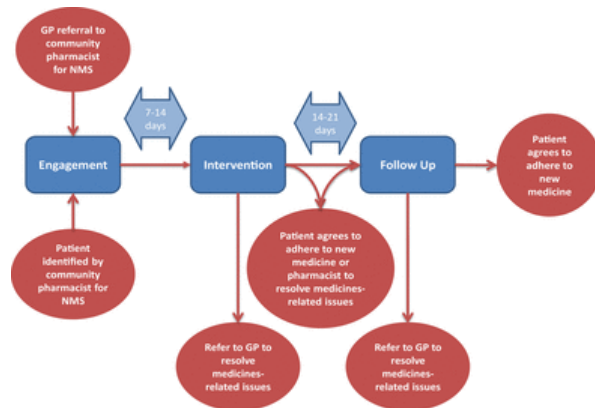 GP referral to
community
pharmacist
for NMS
7-14
days
14-21
days
Engagement
Intervention
Follow Up
Patient
agrees to
adhere to
new
medicine
Patient
identified by
community
pharmacist for
NMS
Patient agrees to
adhere to new
medicine or
pharmacist to
resolve medicines-
related issues
Refer to GP to
resolve
medicines-
related issues
Refer to GP to
resolve
medicines-
related issues